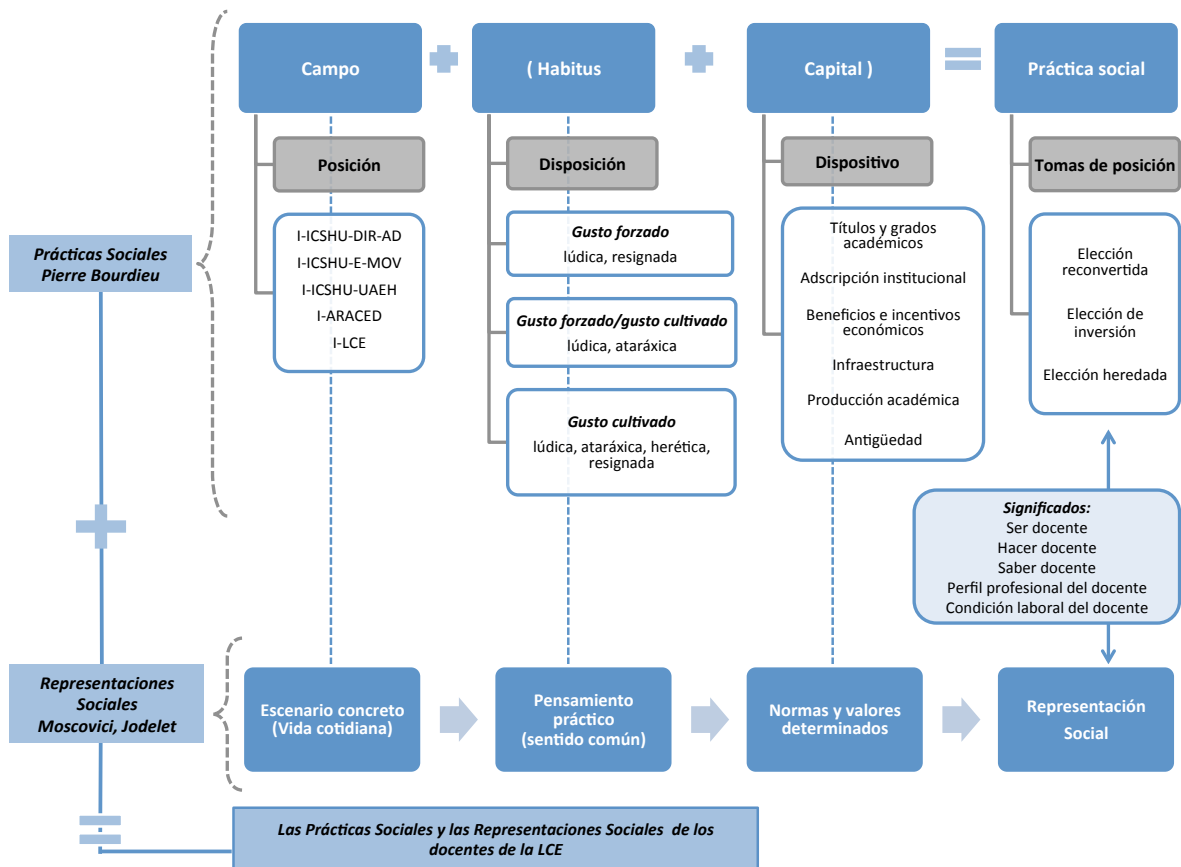 Campo
( Habitus
Capital )
Práctica social
Posición
Disposición
Dispositivo
Tomas de posición
I-ICSHU-DIR-AD
I-ICSHU-E-MOV
I-ICSHU-UAEH
I-ARACED
I-LCE
Gusto forzado
lúdica, resignada
Gusto forzado/gusto cultivado
lúdica, ataráxica
Gusto cultivado
lúdica, ataráxica, herética,
resignada
Títulos y grados
académicos
Adscripción institucional
Beneficios e incentivos
económicos
Infraestructura
Producción académica
Antigüedad
Elección
reconvertida
Elección de
inversión
Elección heredada
Prácticas Sociales
Pierre Bourdieu
Significados:
Ser docente
Hacer docente
Saber docente
Perfil profesional del docente
Condición laboral del docente
Representaciones
Sociales
Moscovici, Jodelet
Escenario concreto
(Vida cotidiana)
Pensamiento
práctico
(sentido común)
Normas y valores
determinados
Representación
Social
Las Prácticas Sociales y las Representaciones Sociales de los
docentes de la LCE